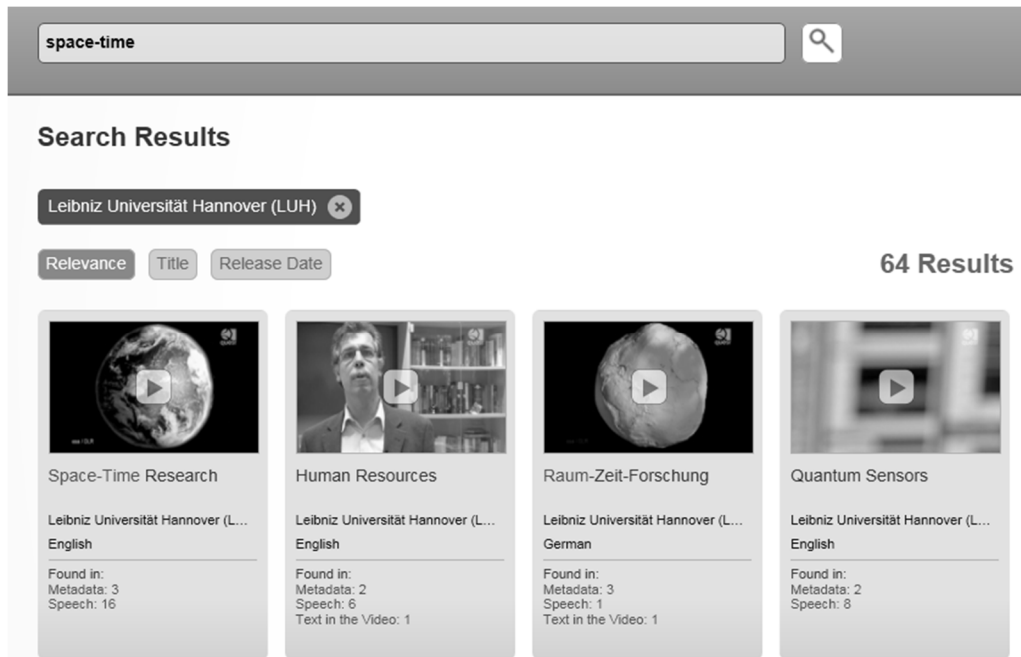 space-time
Search Results
Leibniz Universität Hannover (LUH)
Relevance Title Release Date
64 Results
Space-Time Research
Leibniz Universität Hannover (L...
English
Found in:
Metadata: 3
Speech: 16
Human Resources
Leibniz Universität Hannover (L...
English
Found in:
Metadata: 2
Speech: 6
Text in the Video: 1
Raum-Zeit-Forschung
Leibniz Universität Hannover (L...
German
Found in:
Metadata: 3
Speech: 1
Text in the Video: 1
Quantum Sensors
Leibniz Universität Hannover (L...
English
Found in:
Metadata: 2
Speech: 8